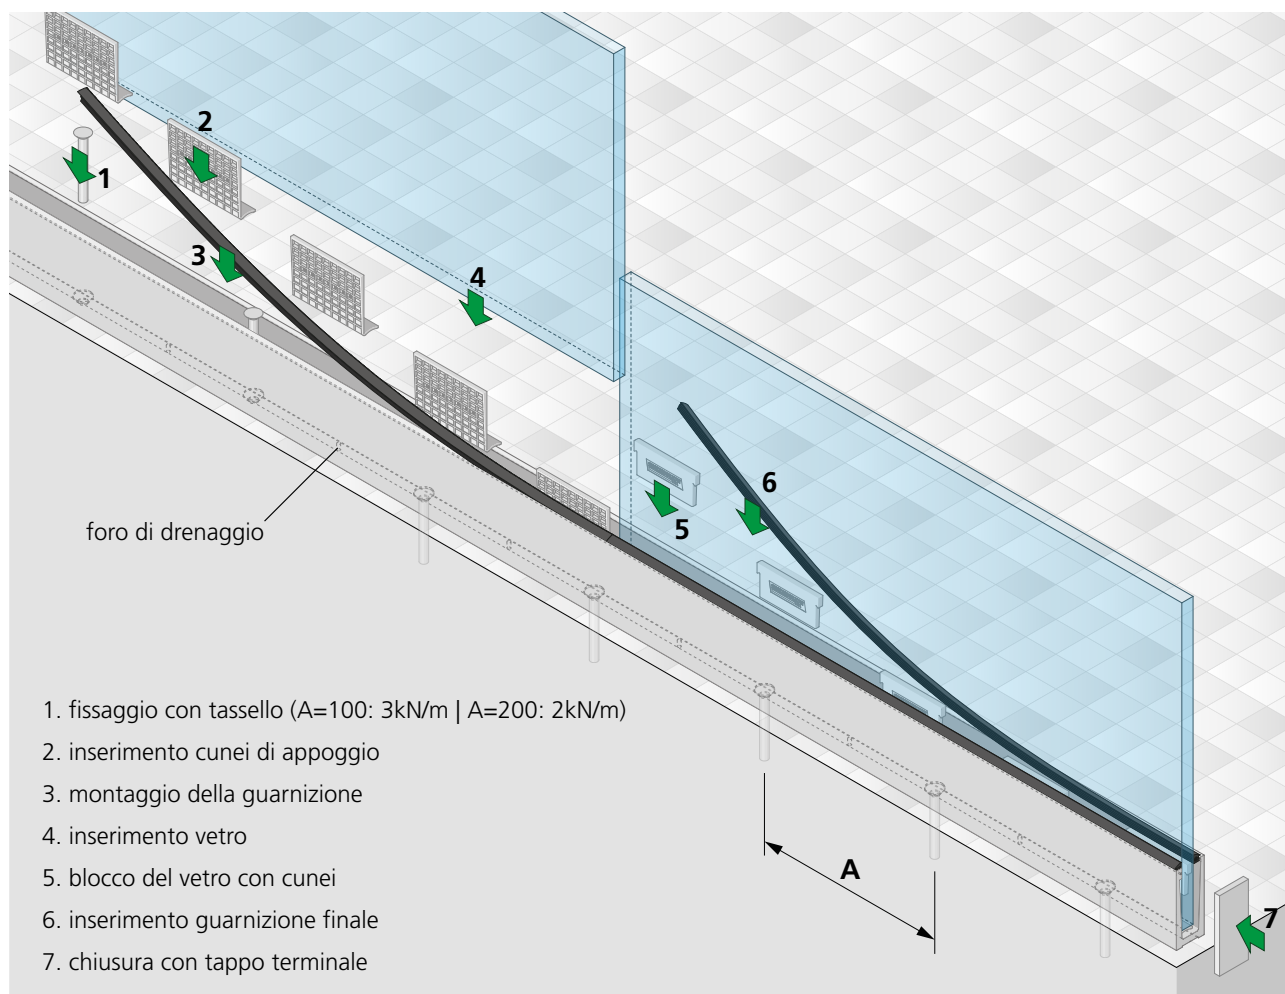 2
1
3
4
6
5
foro di drenaggio
1. fissaggio con tassello (A=100: 3kN/m | A=200: 2kN/m)
2. inserimento cunei di appoggio
3. montaggio della guarnizione
4. inserimento vetro
5. blocco del vetro con cunei
6. inserimento guarnizione finale
7. chiusura con tappo terminale
A
7